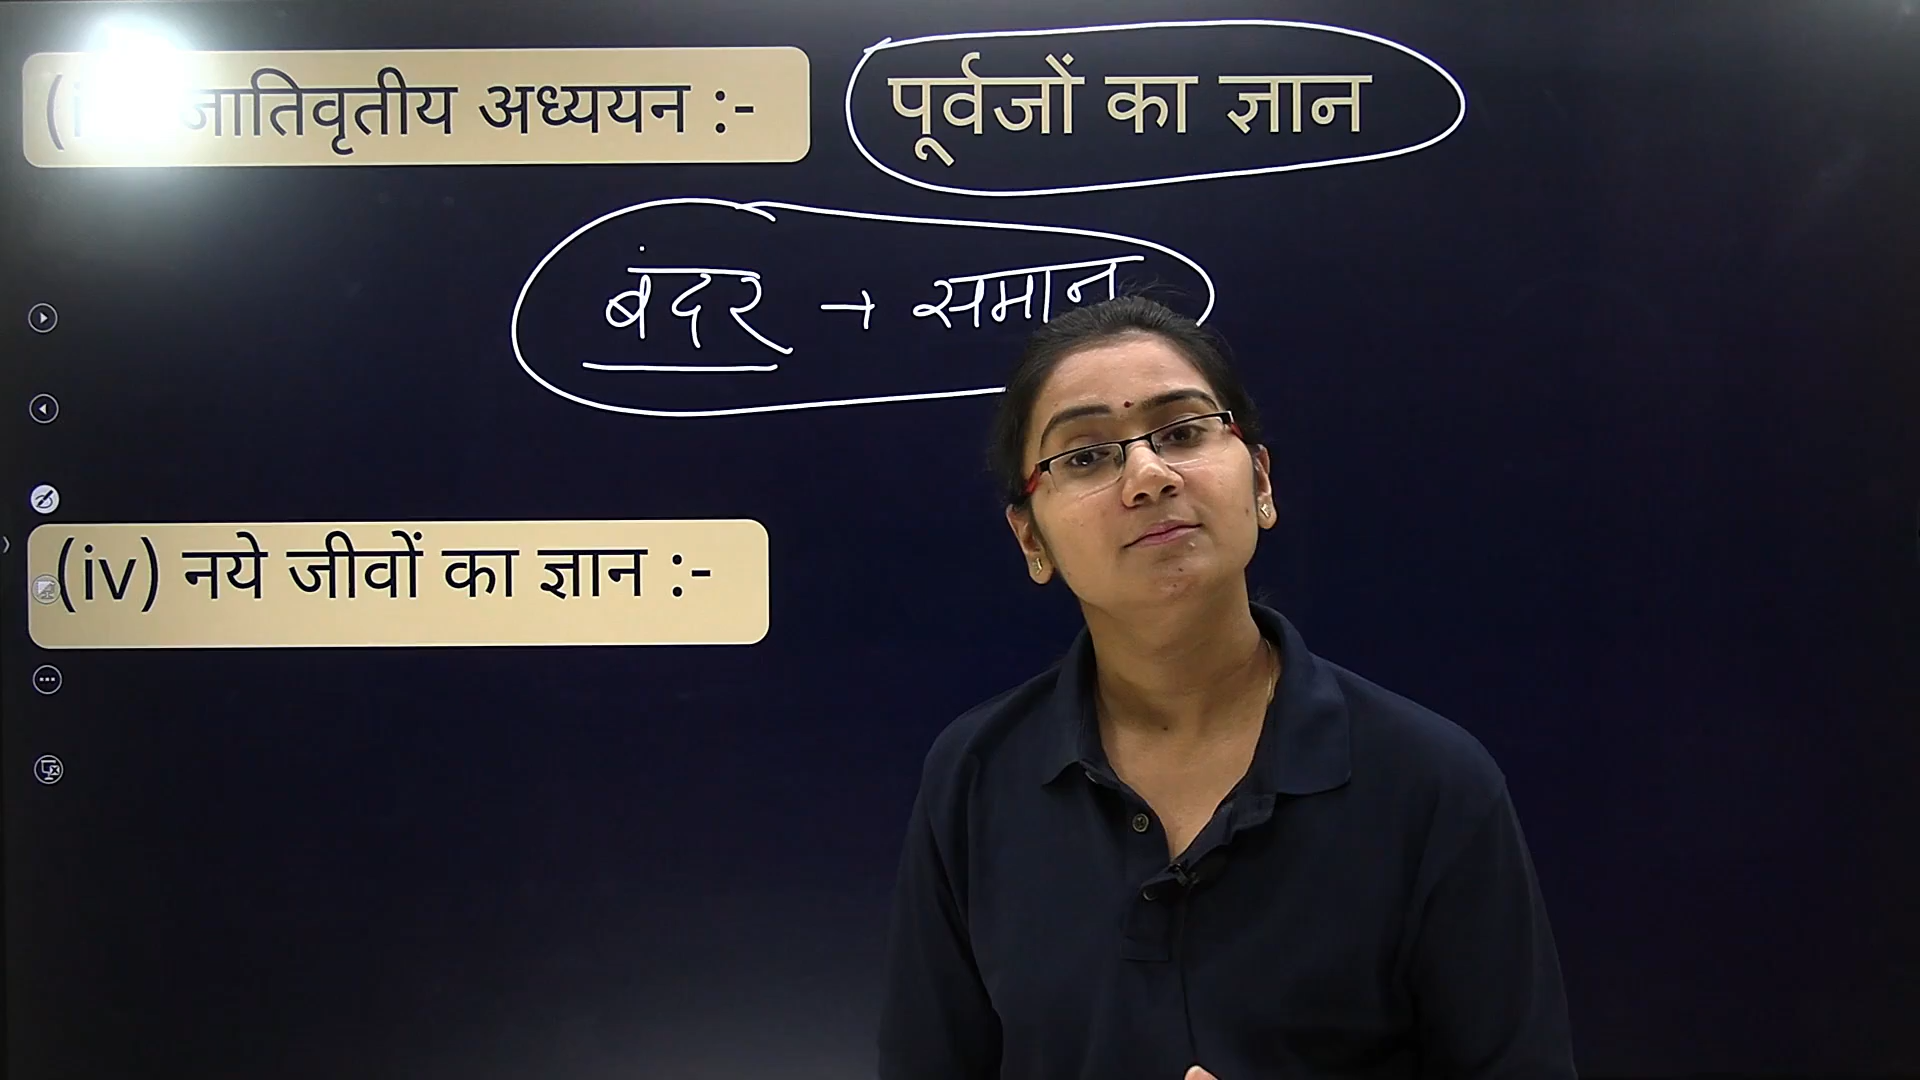 जातिवृतीय अध्ययन :- पूर्वजों का ज्ञान
बंदर → समान
(iv) नये जीवों का ज्ञान :-